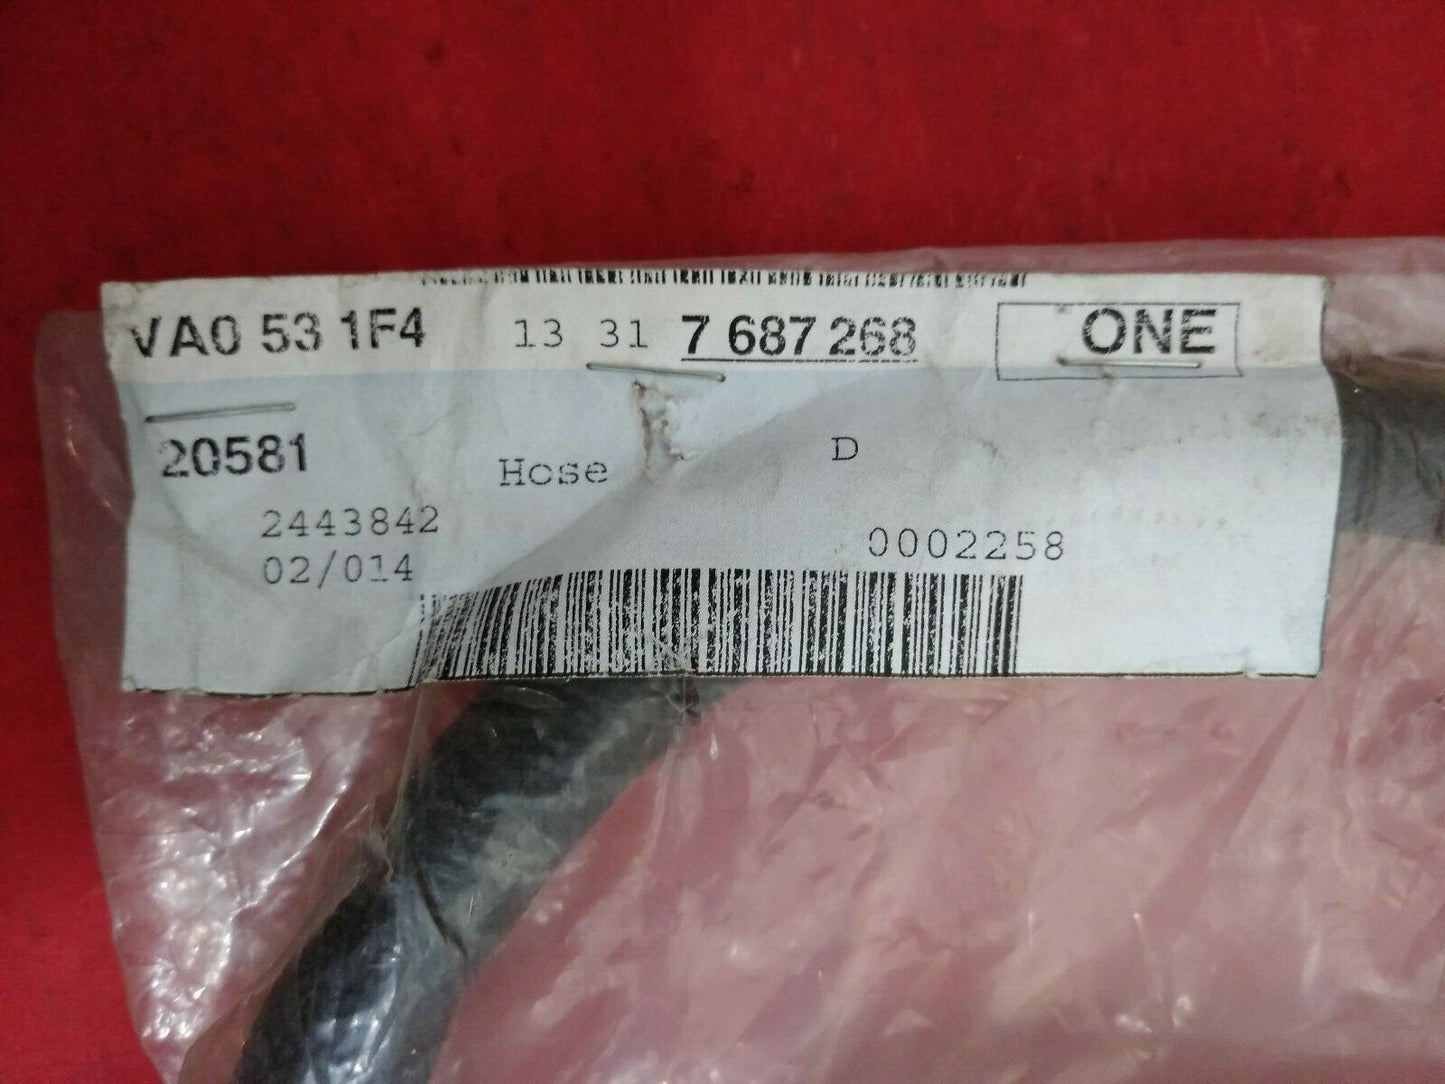 VA0 53 1F4 13 31 7 687 268 ONE
20581 Hose D
2443842 0002258
02/014